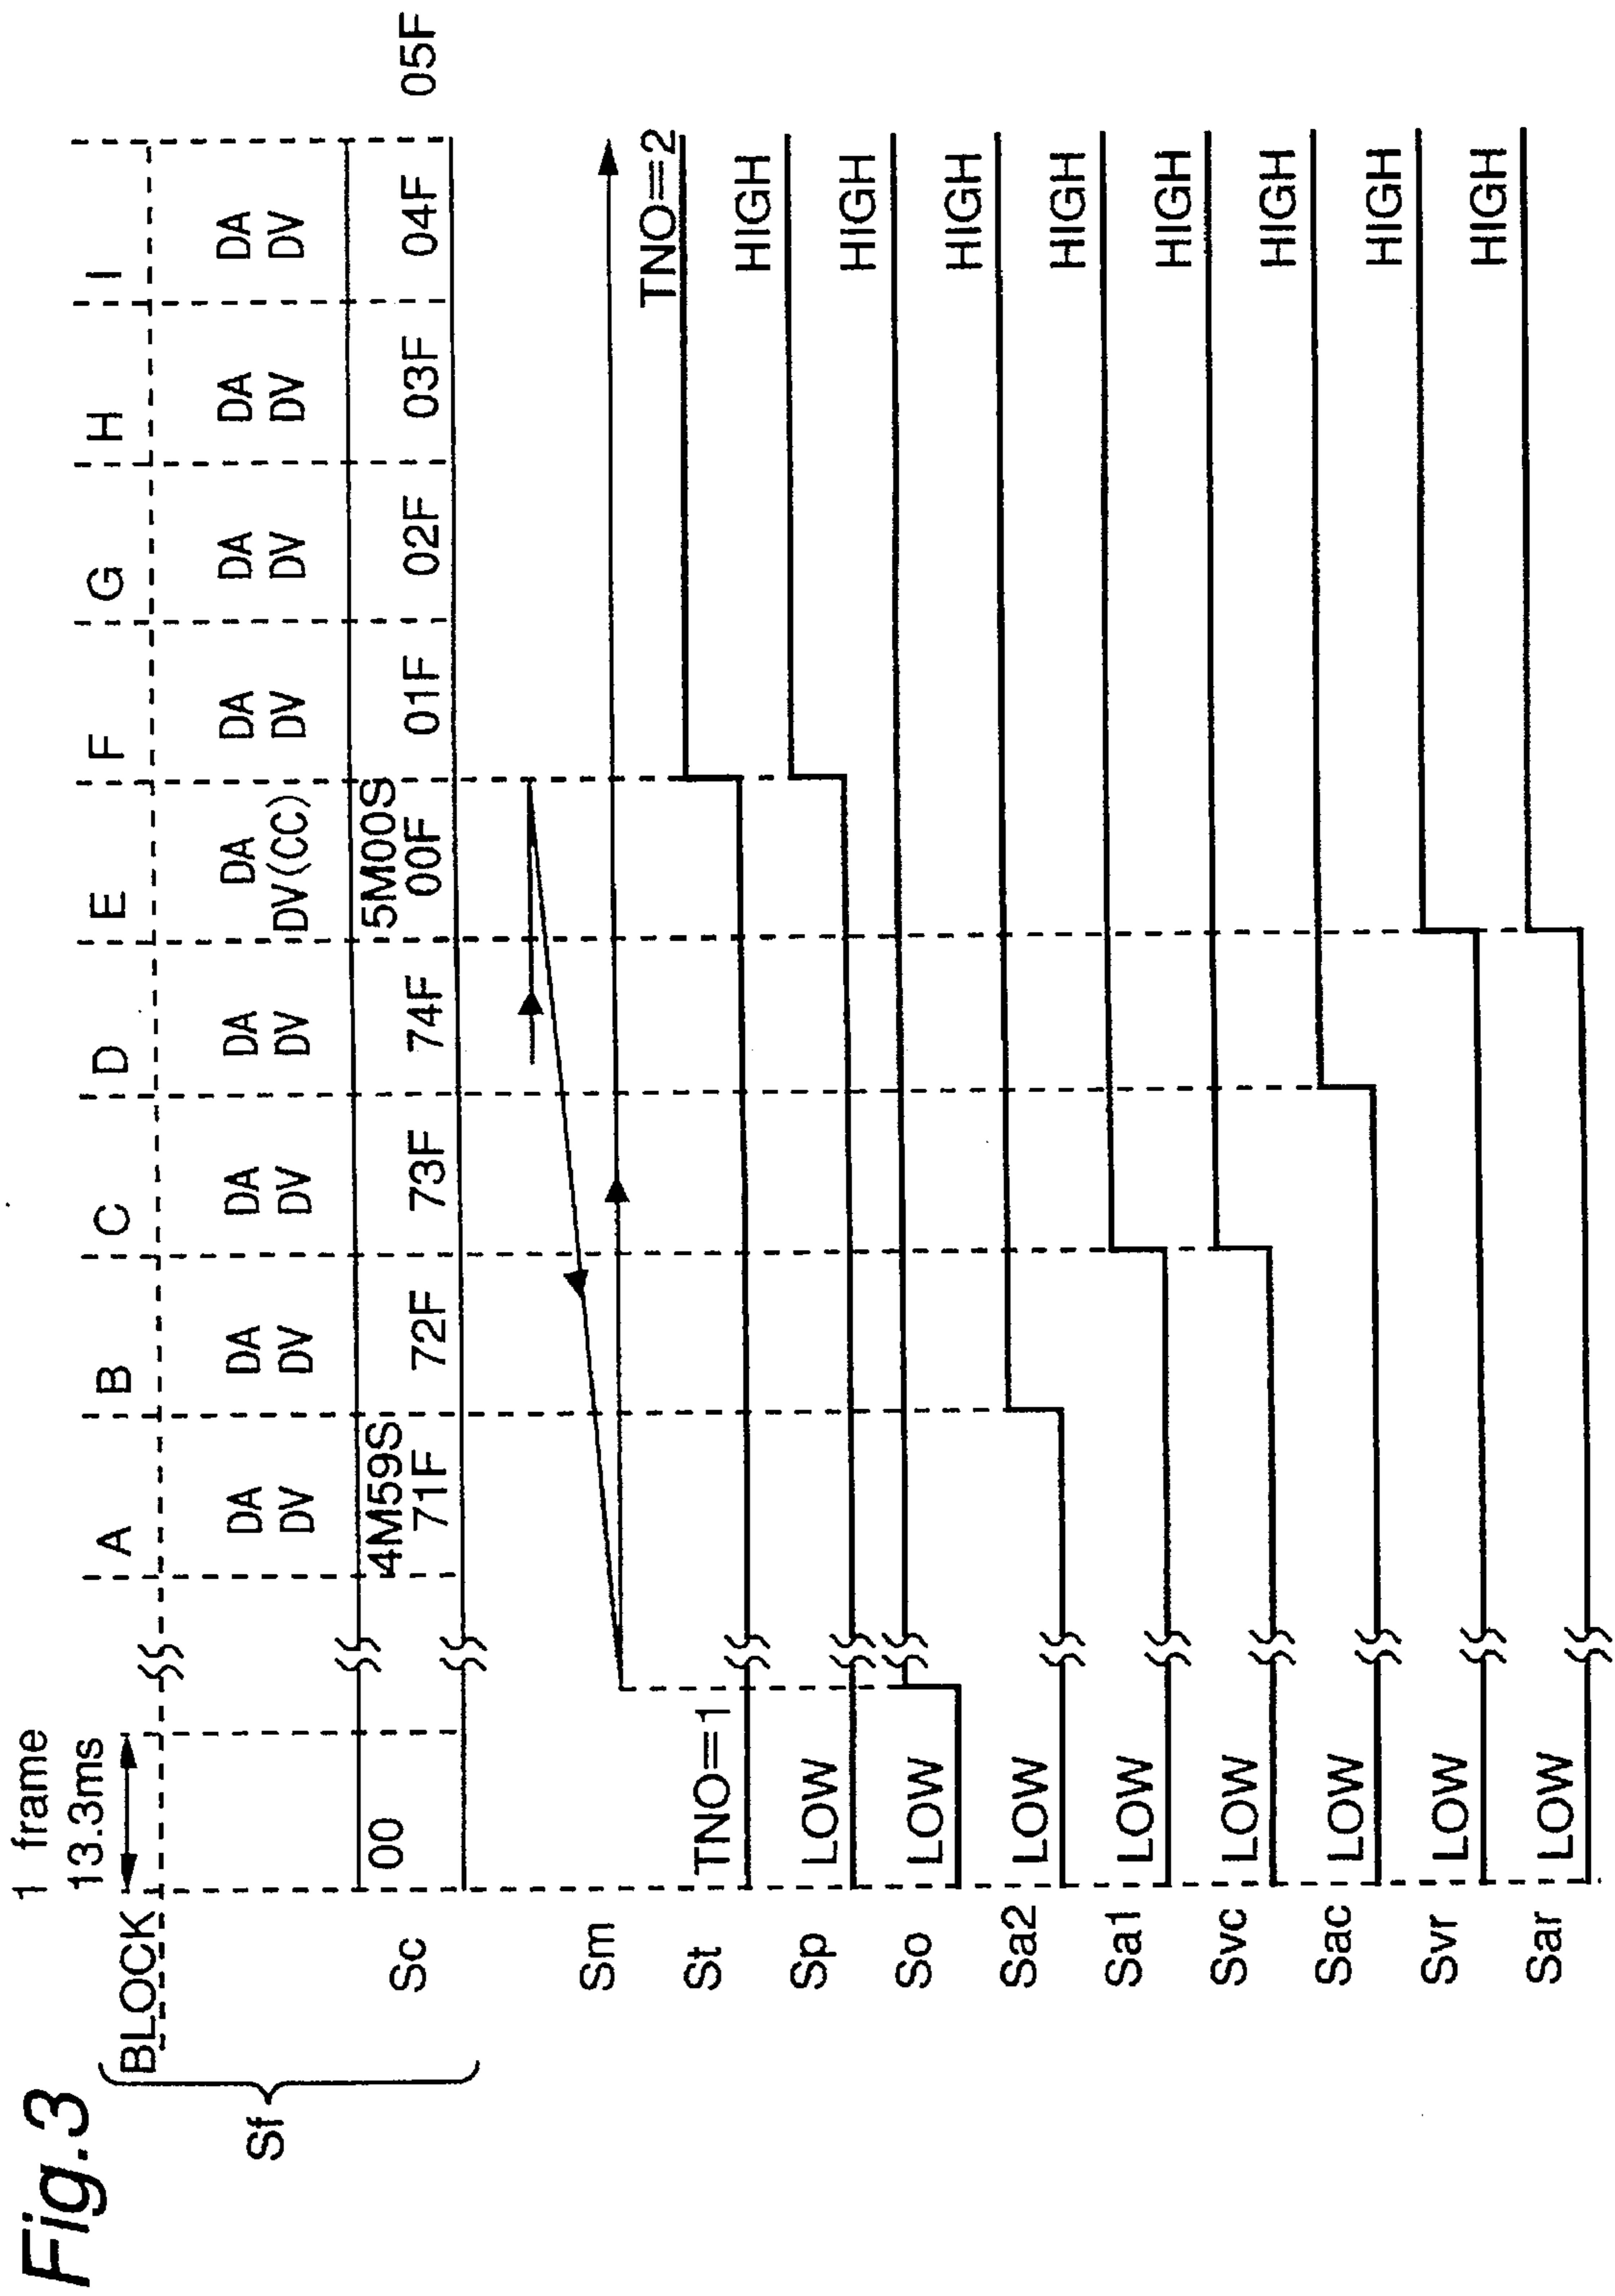 Fig.3
1 frame
13.3ms
BLOCK A B C D E F G H I
Sf
DA DA DA DA DA DA DA DA DA
DV DV DV DV DV(CC) DV DV DV DV
4M59S 5M00S
Sc 00 71F 72F 73F 74F 00F 01F 02F 03F 04F 05F
Sm
St TNO=1 TNO=2
Sp LOW HIGH
So LOW HIGH
Sa2 LOW HIGH
Sa1 LOW HIGH
Svc LOW HIGH
Sac LOW HIGH
Svr LOW HIGH
Sar LOW HIGH